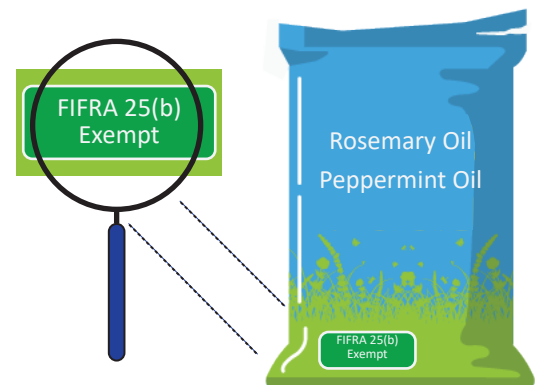 FIFRA 25(b)
Exempt
Rosemary Oil
Peppermint Oil
FIFRA 25(b)
Exempt